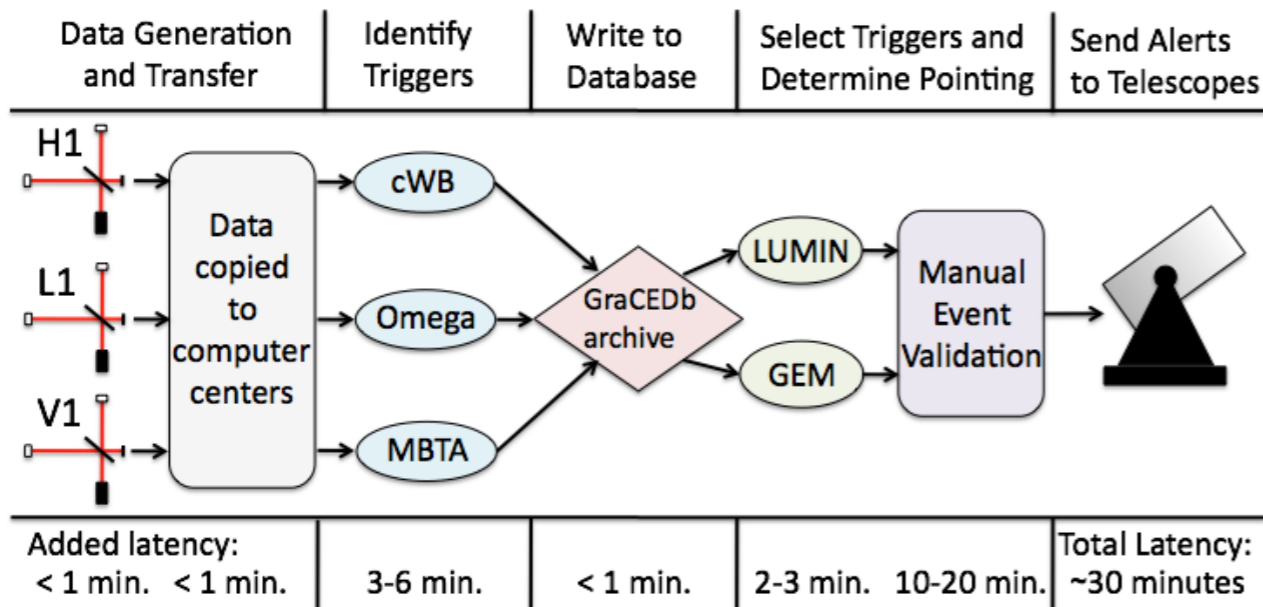 Data Generation
and Transfer
Identify
Triggers
Write to
Database
Select Triggers and
Determine Pointing
Send Alerts
to Telescopes
H1
L1
V1
Data
copied
to
computer
centers
cWB
Omega
MBTA
GraCEDb
archive
LUMIN
GEM
Manual
Event
Validation
Added latency:
< 1 min. < 1 min.
3-6 min.
< 1 min.
2-3 min. 10-20 min.
Total Latency:
~30 minutes